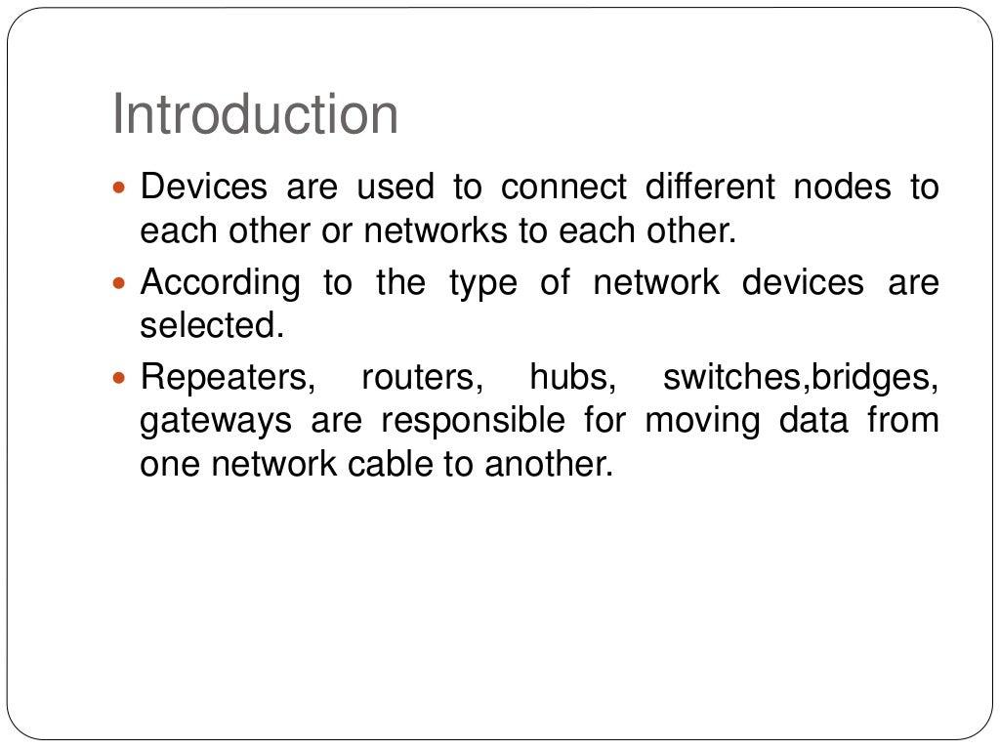 Introduction
• Devices are used to connect different nodes to
each other or networks to each other.
• According to the type of network devices are
selected.
• Repeaters, routers, hubs, switches,bridges,
gateways are responsible for moving data from
one network cable to another.